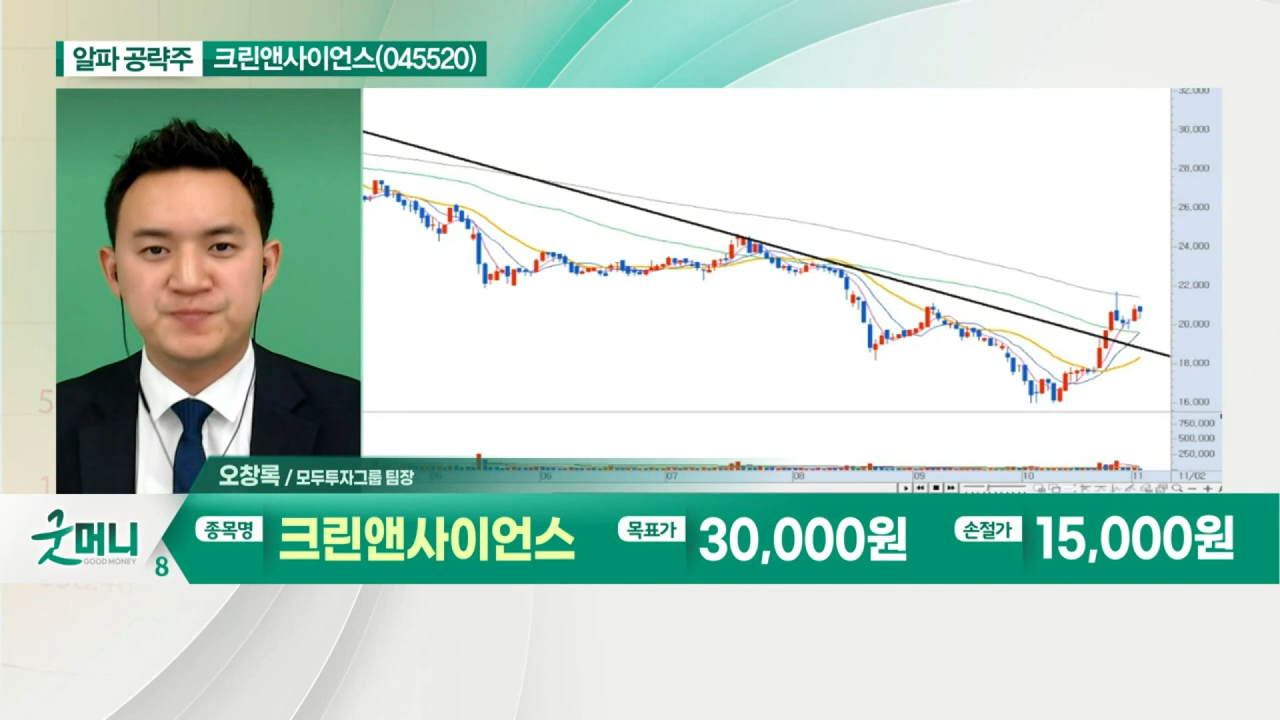 알파 공략주 크린앤사이언스(045520)
32,000
30,000
28,000
26,000
24,000
22,000
20,000
18,000
16,000
750,000
500,000
250,000
05 06 07 08 09 10 11 11/02
오창록 / 모두투자그룹 팀장
굿머니
GOOD MONEY
8
종목명 크린앤사이언스 목표가 30,000원 손절가 15,000원